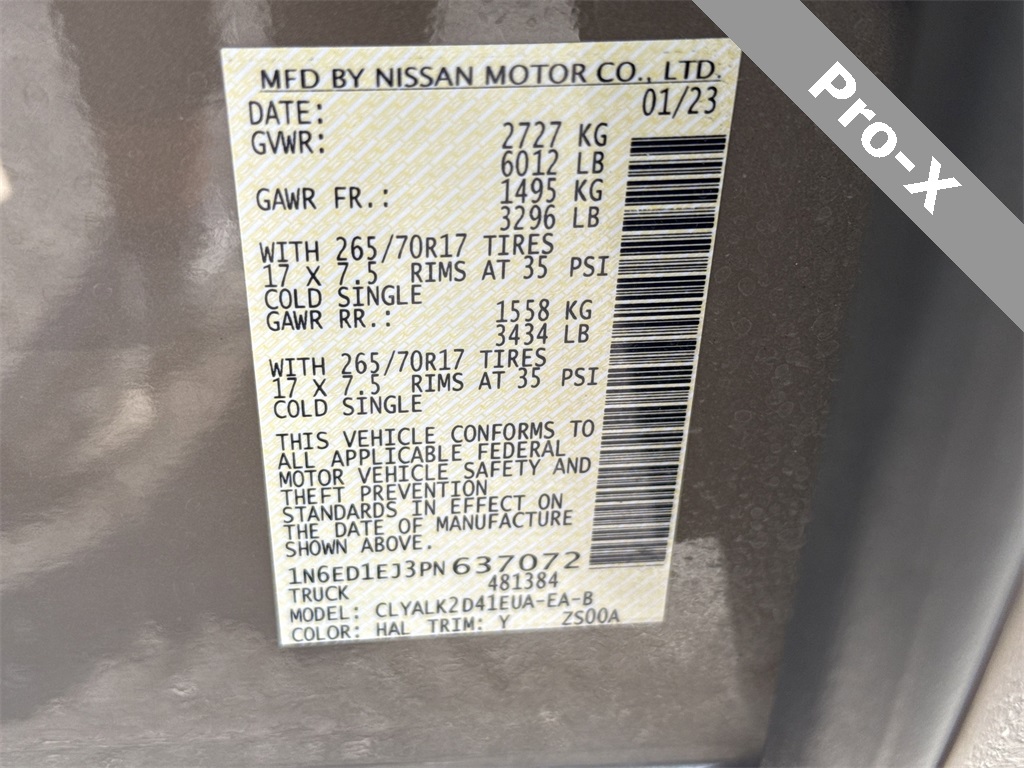 MFD BY NISSAN MOTOR CO., LTD.
DATE: 01/23
GVWR: 2727 KG
6012 LB
GAWR FR.: 1495 KG
3296 LB
WITH 265/70R17 TIRES
17 X 7.5 RIMS AT 35 PSI
COLD SINGLE
GAWR RR.: 1558 KG
3434 LB
WITH 265/70R17 TIRES
17 X 7.5 RIMS AT 35 PSI
COLD SINGLE
THIS VEHICLE CONFORMS TO
ALL APPLICABLE FEDERAL
MOTOR VEHICLE SAFETY AND
THEFT PREVENTION
STANDARDS IN EFFECT ON
THE DATE OF MANUFACTURE
SHOWN ABOVE.
1N6ED1EJ3PN 637072
TRUCK 481384
MODEL: CLYALK2D41EUA-EA-B
COLOR: HAL TRIM: Y ZS00A
Pro-X